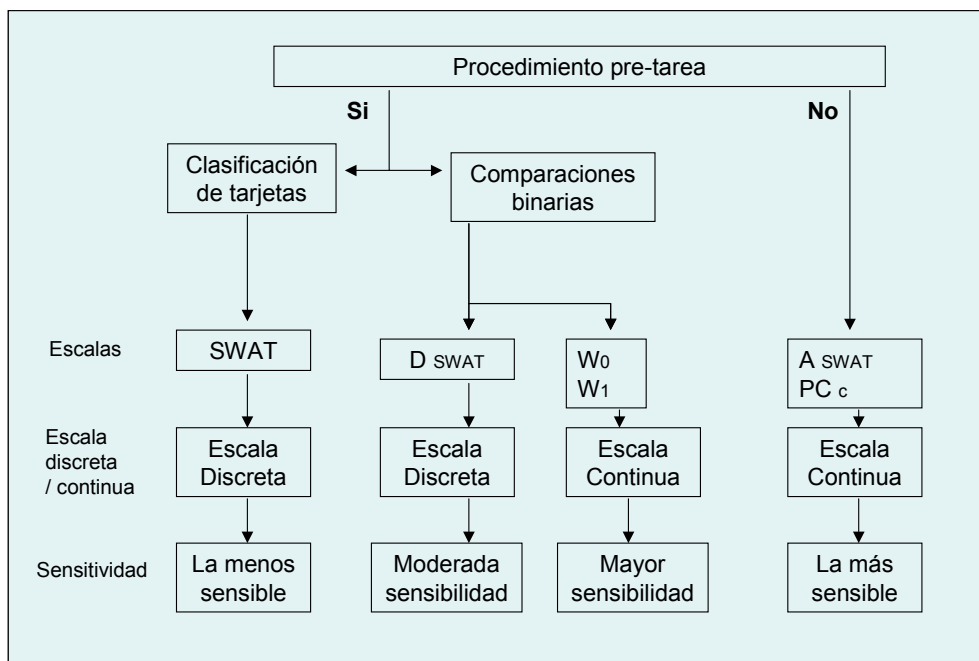 Procedimiento pre-tarea
Si
No
Clasificación
de tarjetas
Comparaciones
binarias
Escalas
SWAT
D SWAT
W0
W1
A SWAT
PC c
Escala
discreta
/ continua
Escala
Discreta
Escala
Discreta
Escala
Continua
Escala
Continua
Sensitividad
La menos
sensible
Moderada
sensibilidad
Mayor
sensibilidad
La más
sensible